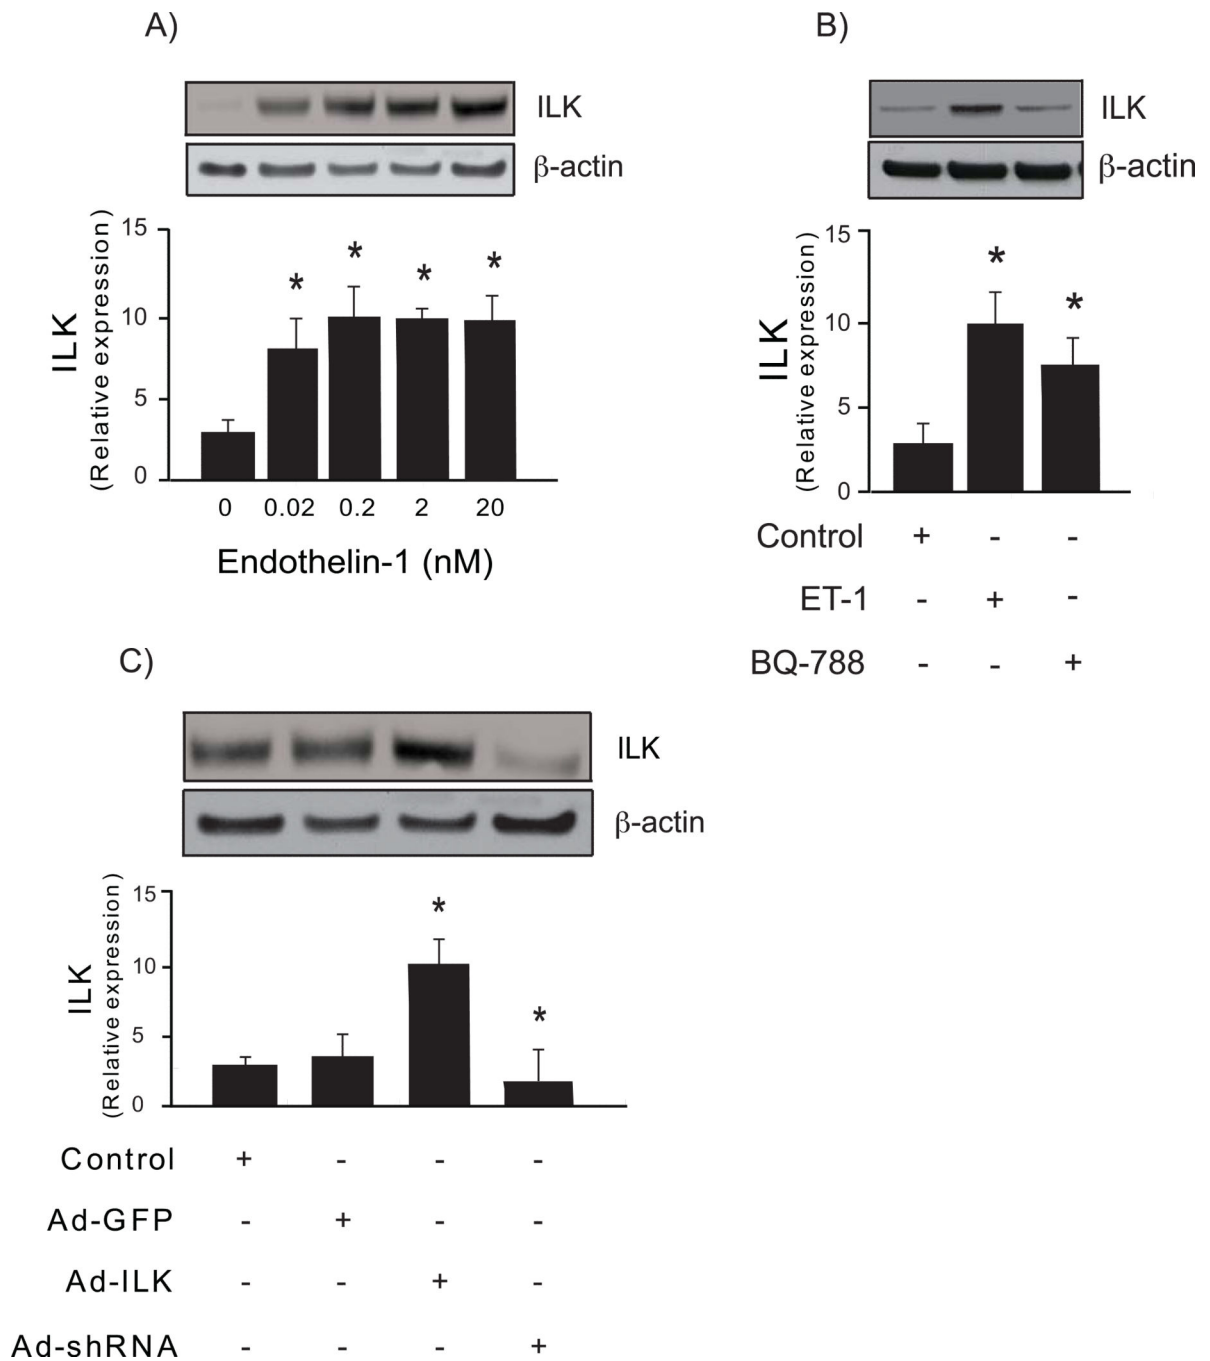 A)
ILK
β-actin
15
10
5
0
ILK
(Relative expression)
*
*
*
*
0 0.02 0.2 2 20
Endothelin-1 (nM)
B)
ILK
β-actin
15
10
5
0
ILK
(Relative expression)
*
*
Control + - -
ET-1 - + -
BQ-788 - - +
C)
ILK
β-actin
15
10
5
0
ILK
(Relative expression)
*
*
Control + - - -
Ad-GFP - + - -
Ad-ILK - - + -
Ad-shRNA - - - +